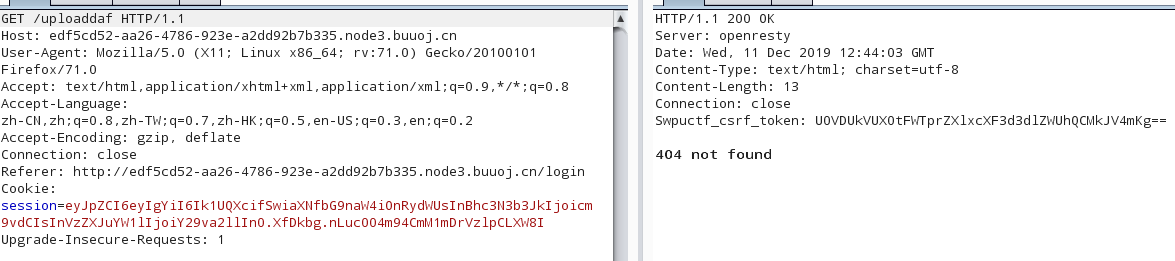 GET /uploaddaf HTTP/1.1
Host: edf5cd52-aa26-4786-923e-a2dd92b7b335.node3.buuoj.cn
User-Agent: Mozilla/5.0 (X11; Linux x86_64; rv:71.0) Gecko/20100101
Firefox/71.0
Accept: text/html,application/xhtml+xml,application/xml;q=0.9,*/*;q=0.8
Accept-Language:
zh-CN,zh;q=0.8,zh-TW;q=0.7,zh-HK;q=0.5,en-US;q=0.3,en;q=0.2
Accept-Encoding: gzip, deflate
Connection: close
Referer: http://edf5cd52-aa26-4786-923e-a2dd92b7b335.node3.buuoj.cn/login
Cookie:
session=eyJpZCI6eyIgYiI6Ik1UQXcifSwiaXNfbG9naW4iOnRydWUsInBhc3N3b3JkIjoicm
9vdCIsInVzZXJuYW1lIjoiY29va2llIn0.XfDkbg.nLucO04m94CmM1mDrVzlpCLXW8I
Upgrade-Insecure-Requests: 1
HTTP/1.1 200 OK
Server: openresty
Date: Wed, 11 Dec 2019 12:44:03 GMT
Content-Type: text/html; charset=utf-8
Content-Length: 13
Connection: close
Swpuctf_csrf_token: U0VDUkVUX0tFWTprZXlxcXF3d3dlZWUhQCMkJV4mKg==
404 not found